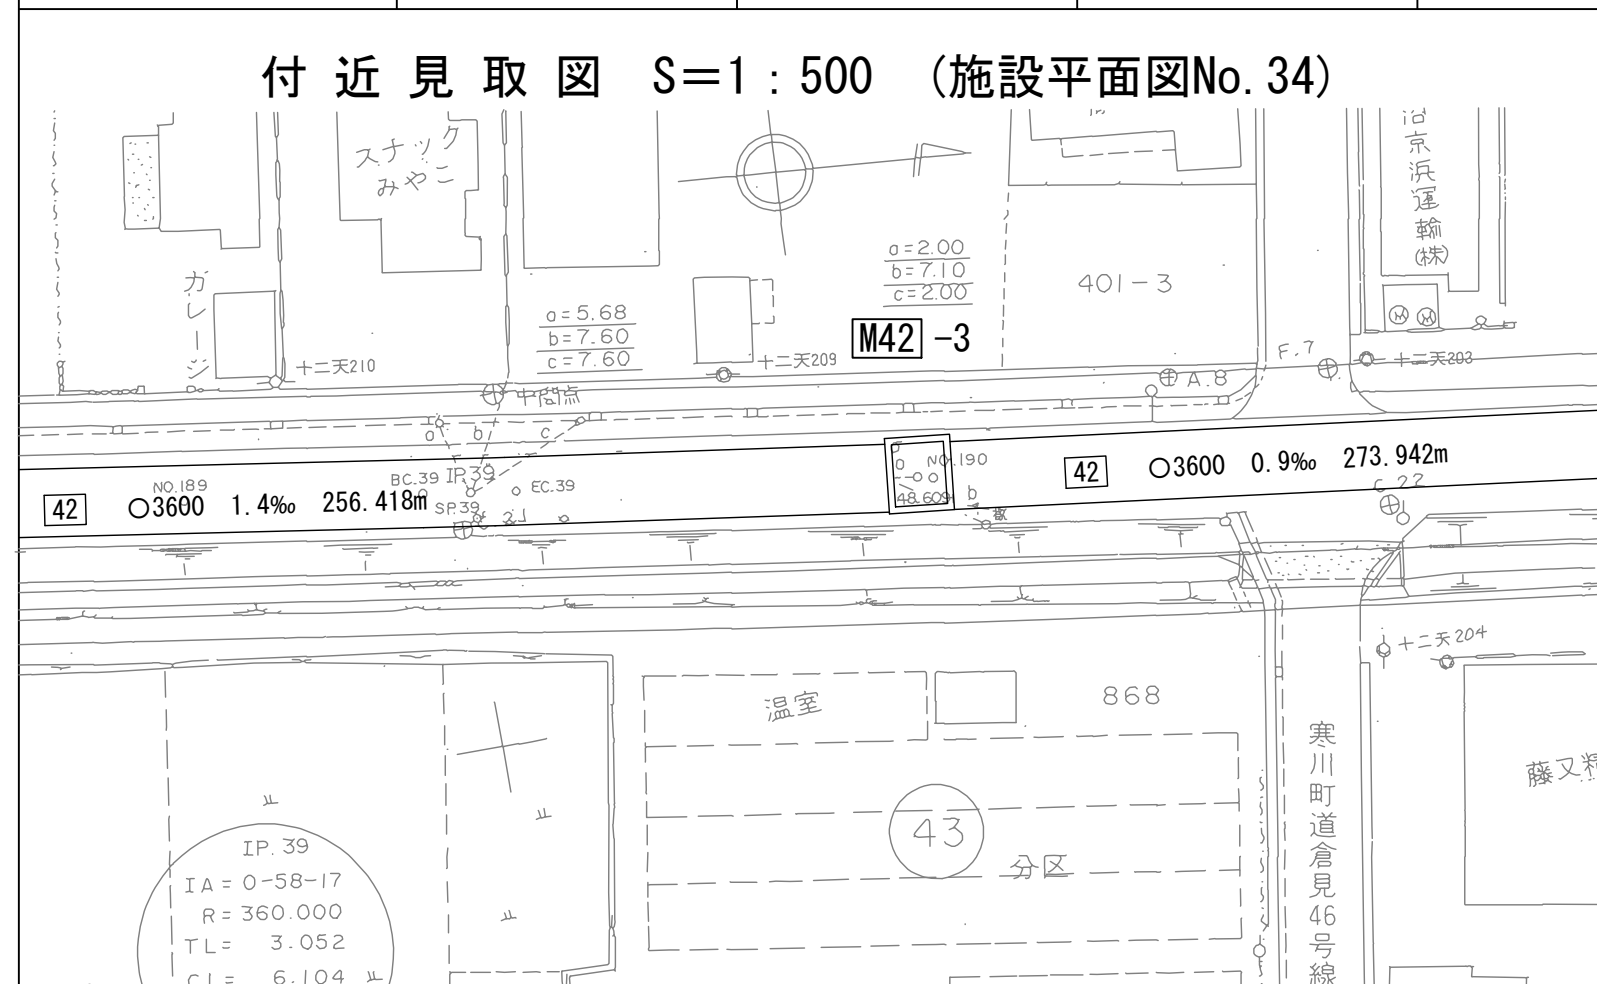 付近見取図 S=1:500 (施設平面図No.34)
スナック
みやこ
ガレージ
京浜運輸(株)
a=2.00
b=7.10
c=2.00
401-3
a=5.68
b=7.60
c=7.60
M42 -3
十二天210
十二天209
F.7
十二天203
中間点
A.8
a
b
c
NO.190
BC.39
IP.39
EC.39
NO.189
SP.39
42 ○3600 1.4‰ 256.418m
48.609
b
42 ○3600 0.9‰ 273.942m
C.22
十二天204
温室
868
寒川町道倉見46号線
藤又
43
分区
IP.39
IA=0-58-17
R=360.000
TL= 3.052
CL= 6.104